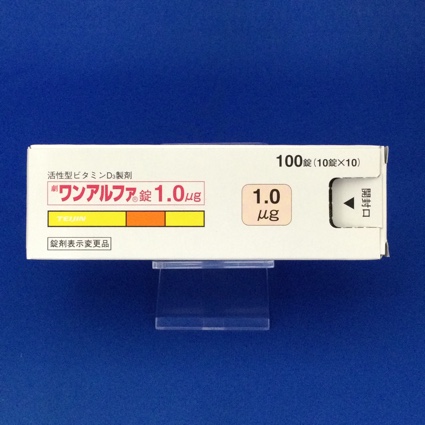 100錠(10錠×10)
活性型ビタミンD₃製剤
劇 ワンアルファ®錠 1.0μg
1.0
μg
開封口
TEIJIN
錠剤表示変更品